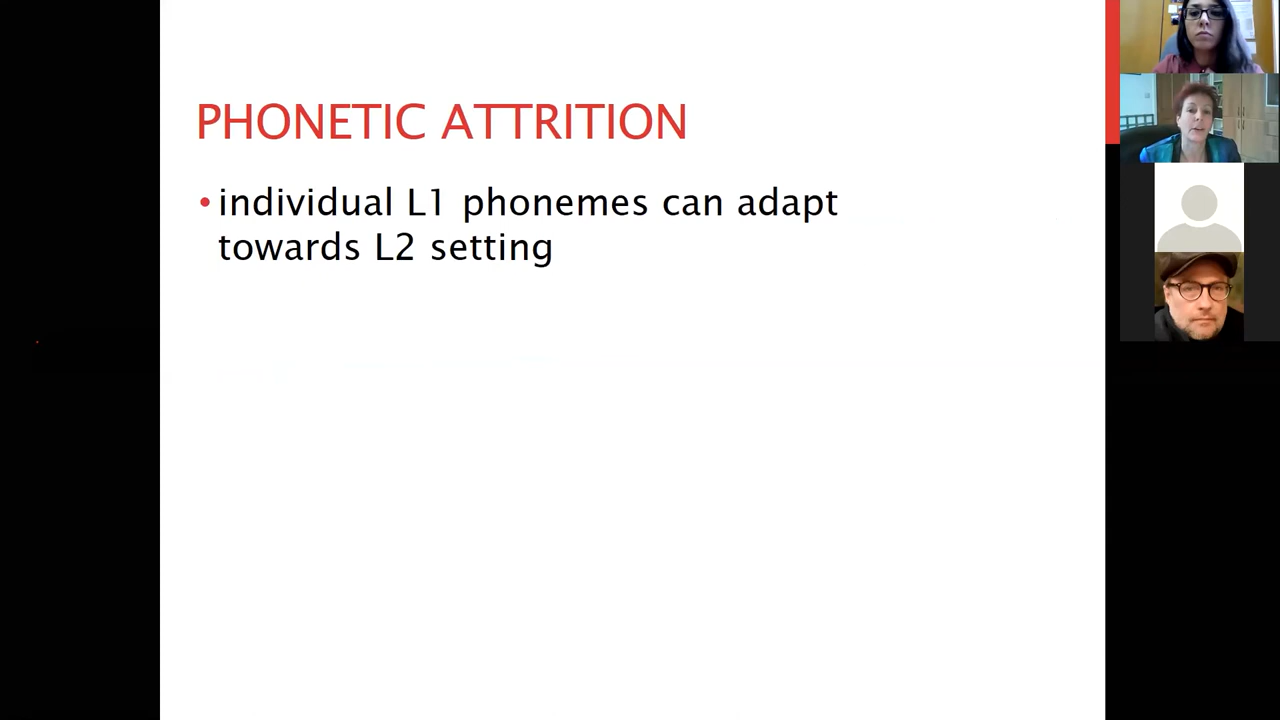 PHONETIC ATTRITION
• individual L1 phonemes can adapt
towards L2 setting